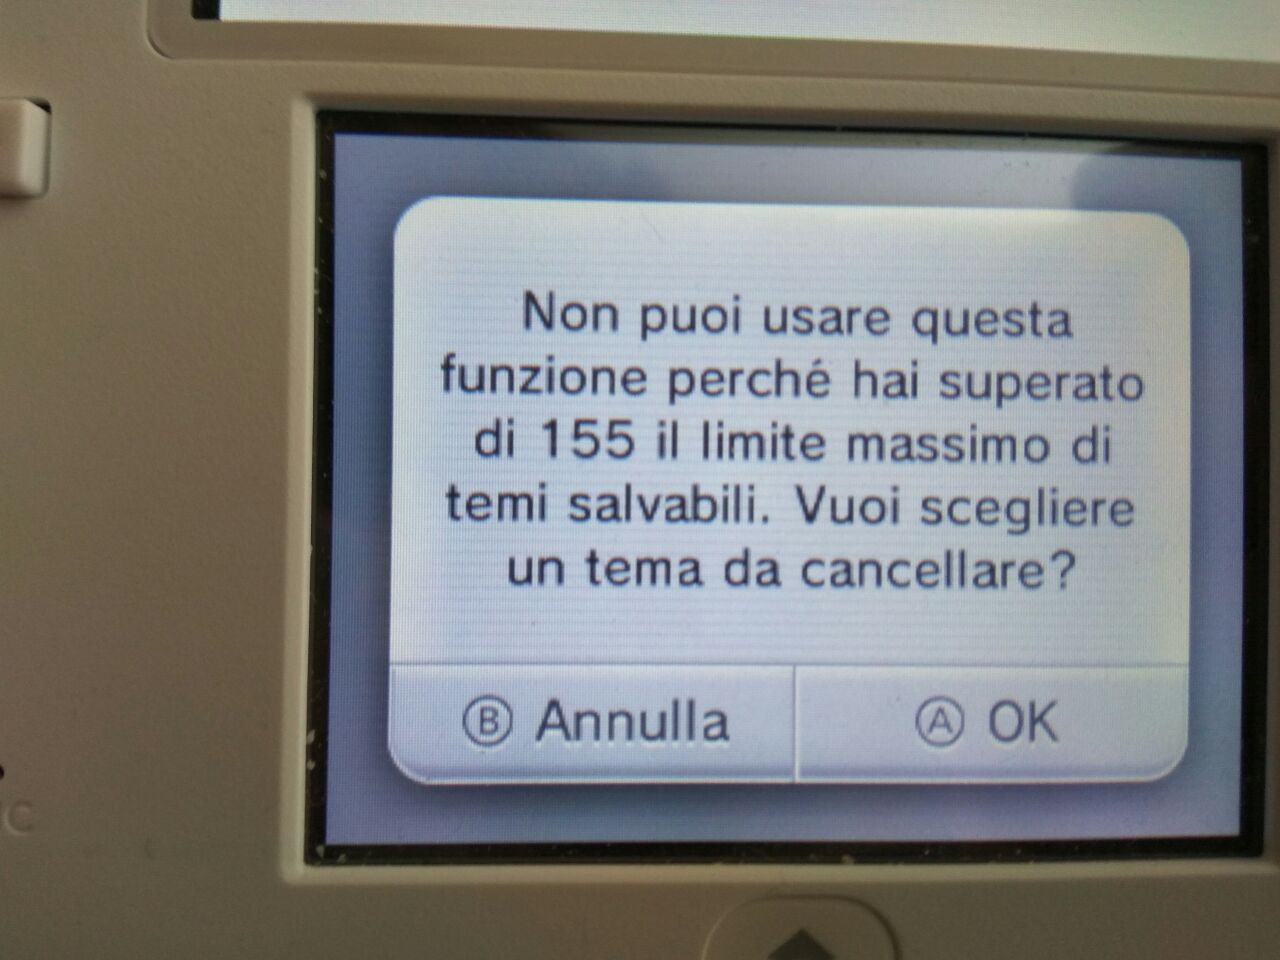 Non puoi usare questa
funzione perché hai superato
di 155 il limite massimo di
temi salvabili. Vuoi scegliere
un tema da cancellare?
B Annulla
A OK